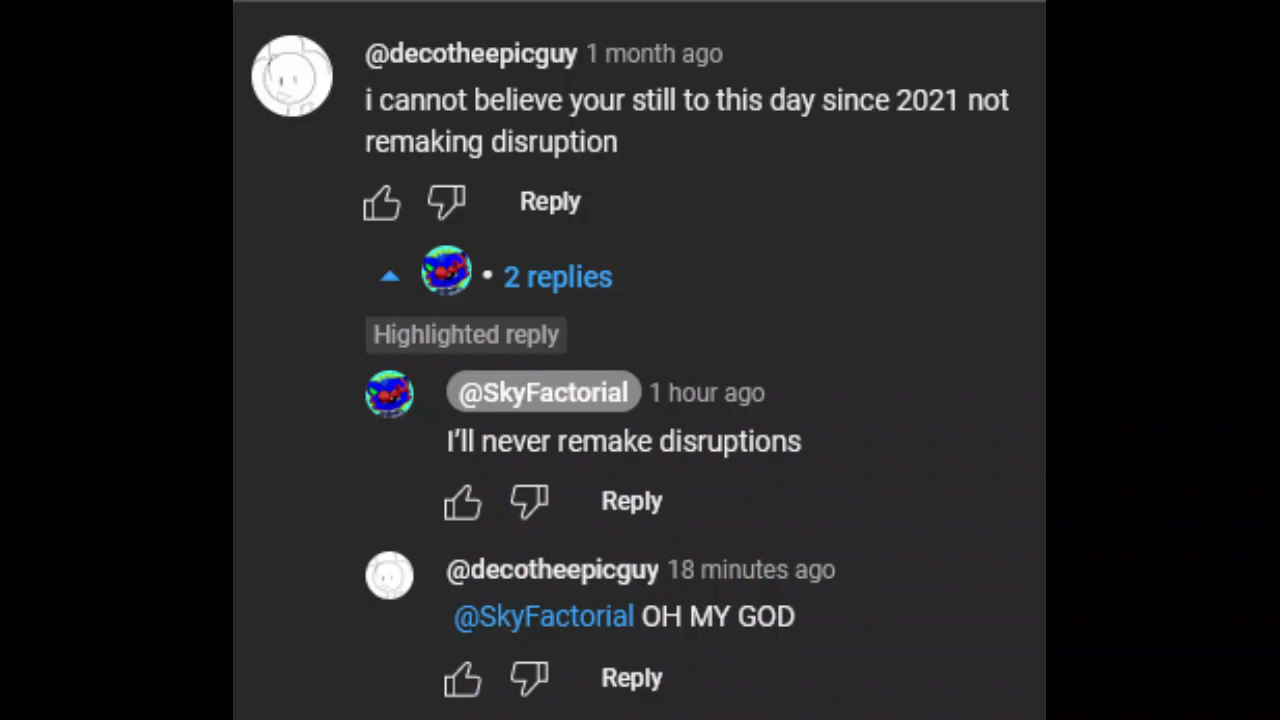 @decotheepicguy 1 month ago
i cannot believe your still to this day since 2021 not
remaking disruption
Reply
• 2 replies
Highlighted reply
@SkyFactorial 1 hour ago
I'll never remake disruptions
Reply
@decotheepicguy 18 minutes ago
@SkyFactorial OH MY GOD
Reply